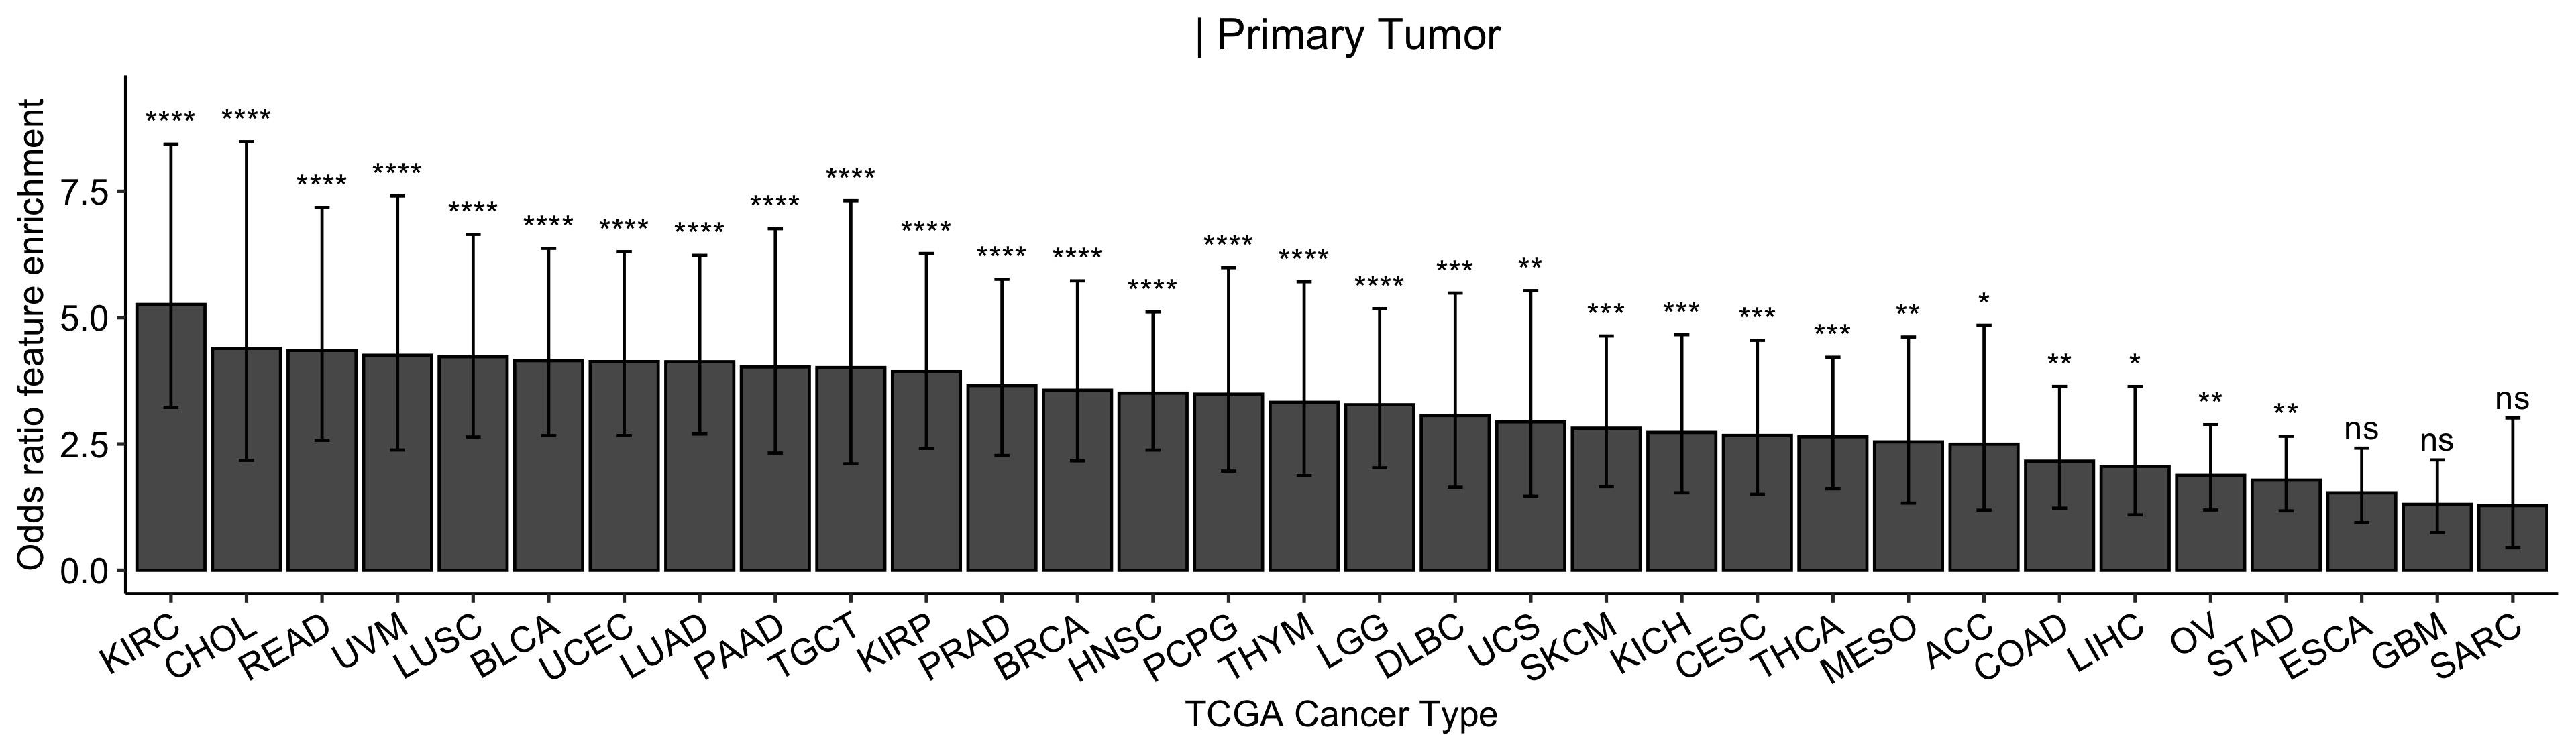 | Primary Tumor
Odds ratio feature enrichment
7.5
5.0
2.5
0.0
**** **** **** **** **** **** **** **** **** **** **** **** **** **** **** **** **** *** ** *** *** *** *** ** * ** * ** ** ns ns ns
KIRC CHOL READ UVM LUSC BLCA UCEC LUAD PAAD TGCT KIRP PRAD BRCA HNSC PCPG THYM LGG DLBC UCS SKCM KICH CESC THCA MESO ACC COAD LIHC OV STAD ESCA GBM SARC
TCGA Cancer Type